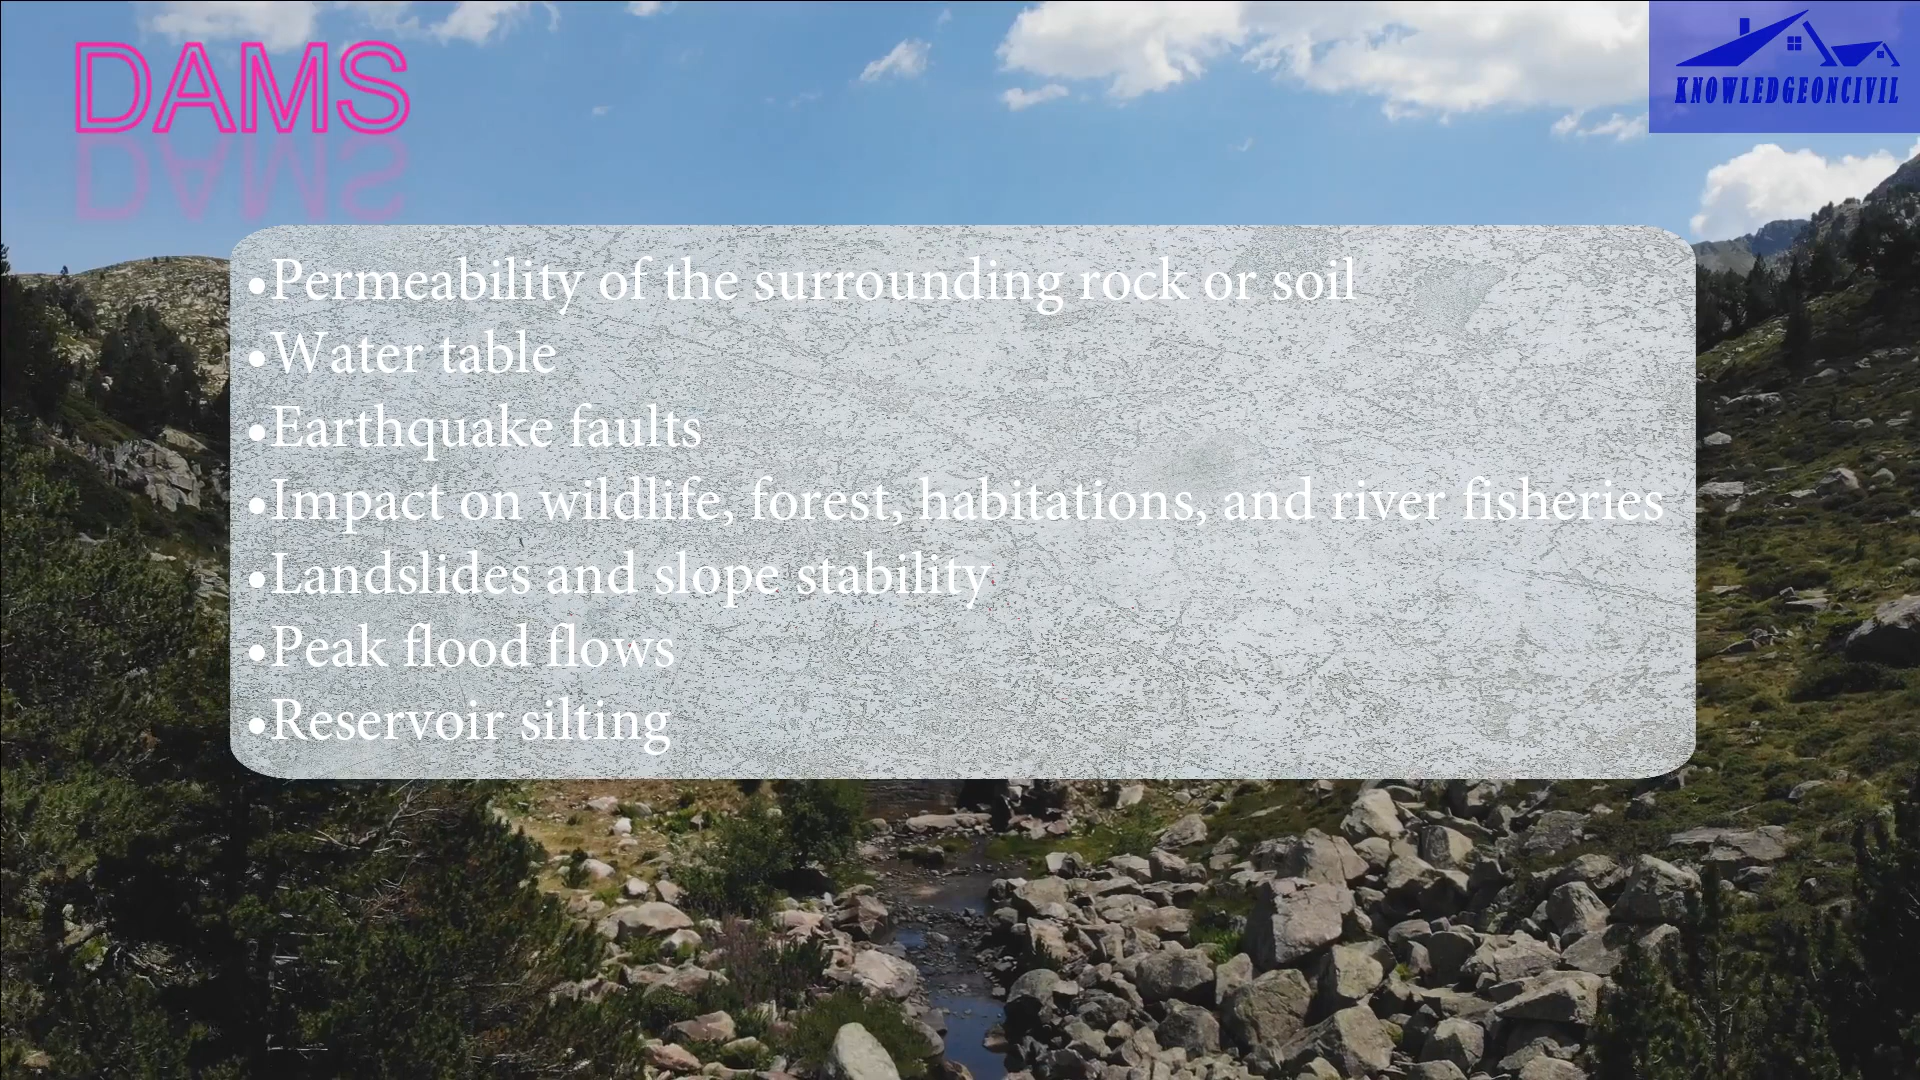 DAMS
KNOWLEDGEONCIVIL
•Permeability of the surrounding rock or soil
•Water table
•Earthquake faults
•Impact on wildlife, forest, habitations, and river fisheries
•Landslides and slope stability
•Peak flood flows
•Reservoir silting